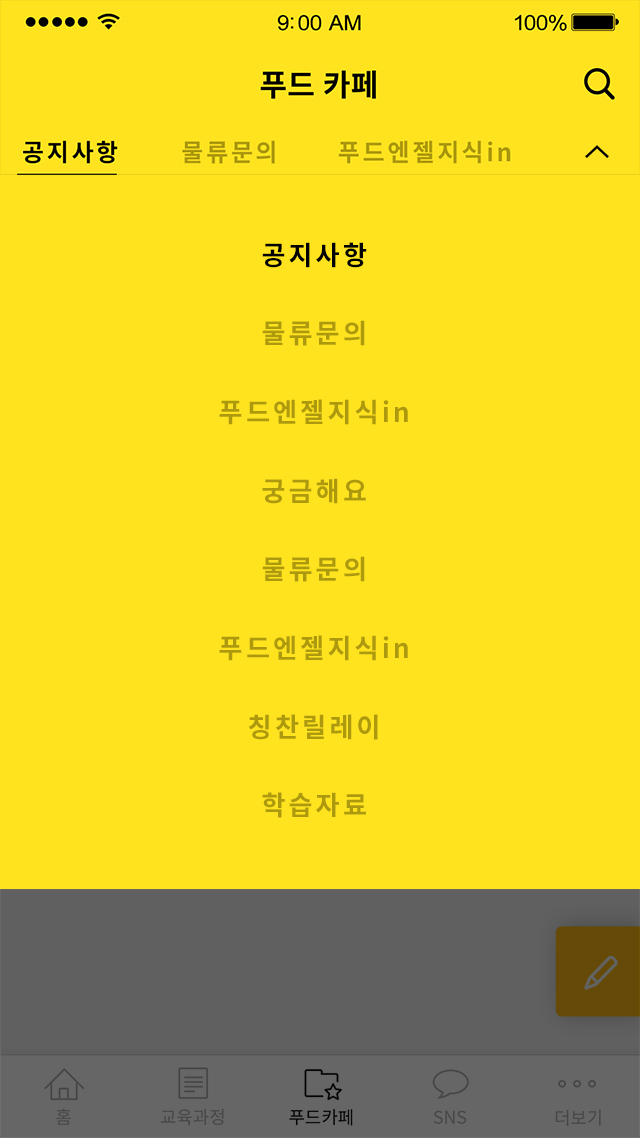 9:00 AM 100%
푸드 카페
공지사항 물류문의 푸드엔젤지식in
공지사항
물류문의
푸드엔젤지식in
궁금해요
물류문의
푸드엔젤지식in
칭찬릴레이
학습자료
홈 교육과정 푸드카페 SNS 더보기